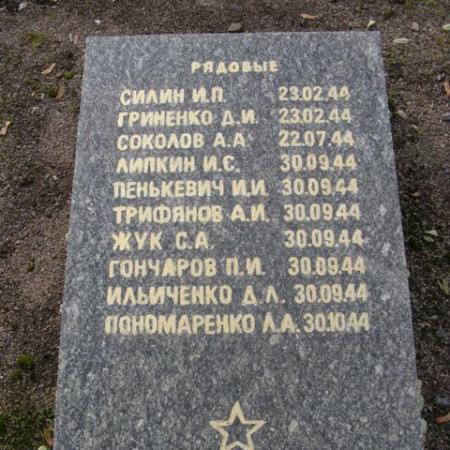 РЯДОВЫЕ
СИЛИН И.П. 23.02.44
ГРИНЕНКО Д.И. 23.02.44
СОКОЛОВ А.А 22.07.44
ЛИПКИН И.С. 30.09.44
ПЕНЬКЕВИЧ И.И. 30.09.44
ТРИФЯНОВ А.И. 30.09.44
ЖУК С.А. 30.09.44
ГОНЧАРОВ П.И. 30.09.44
ИЛЬИЧЕНКО Д.Л. 30.09.44
ПОНОМАРЕНКО Л.А. 30.10.44